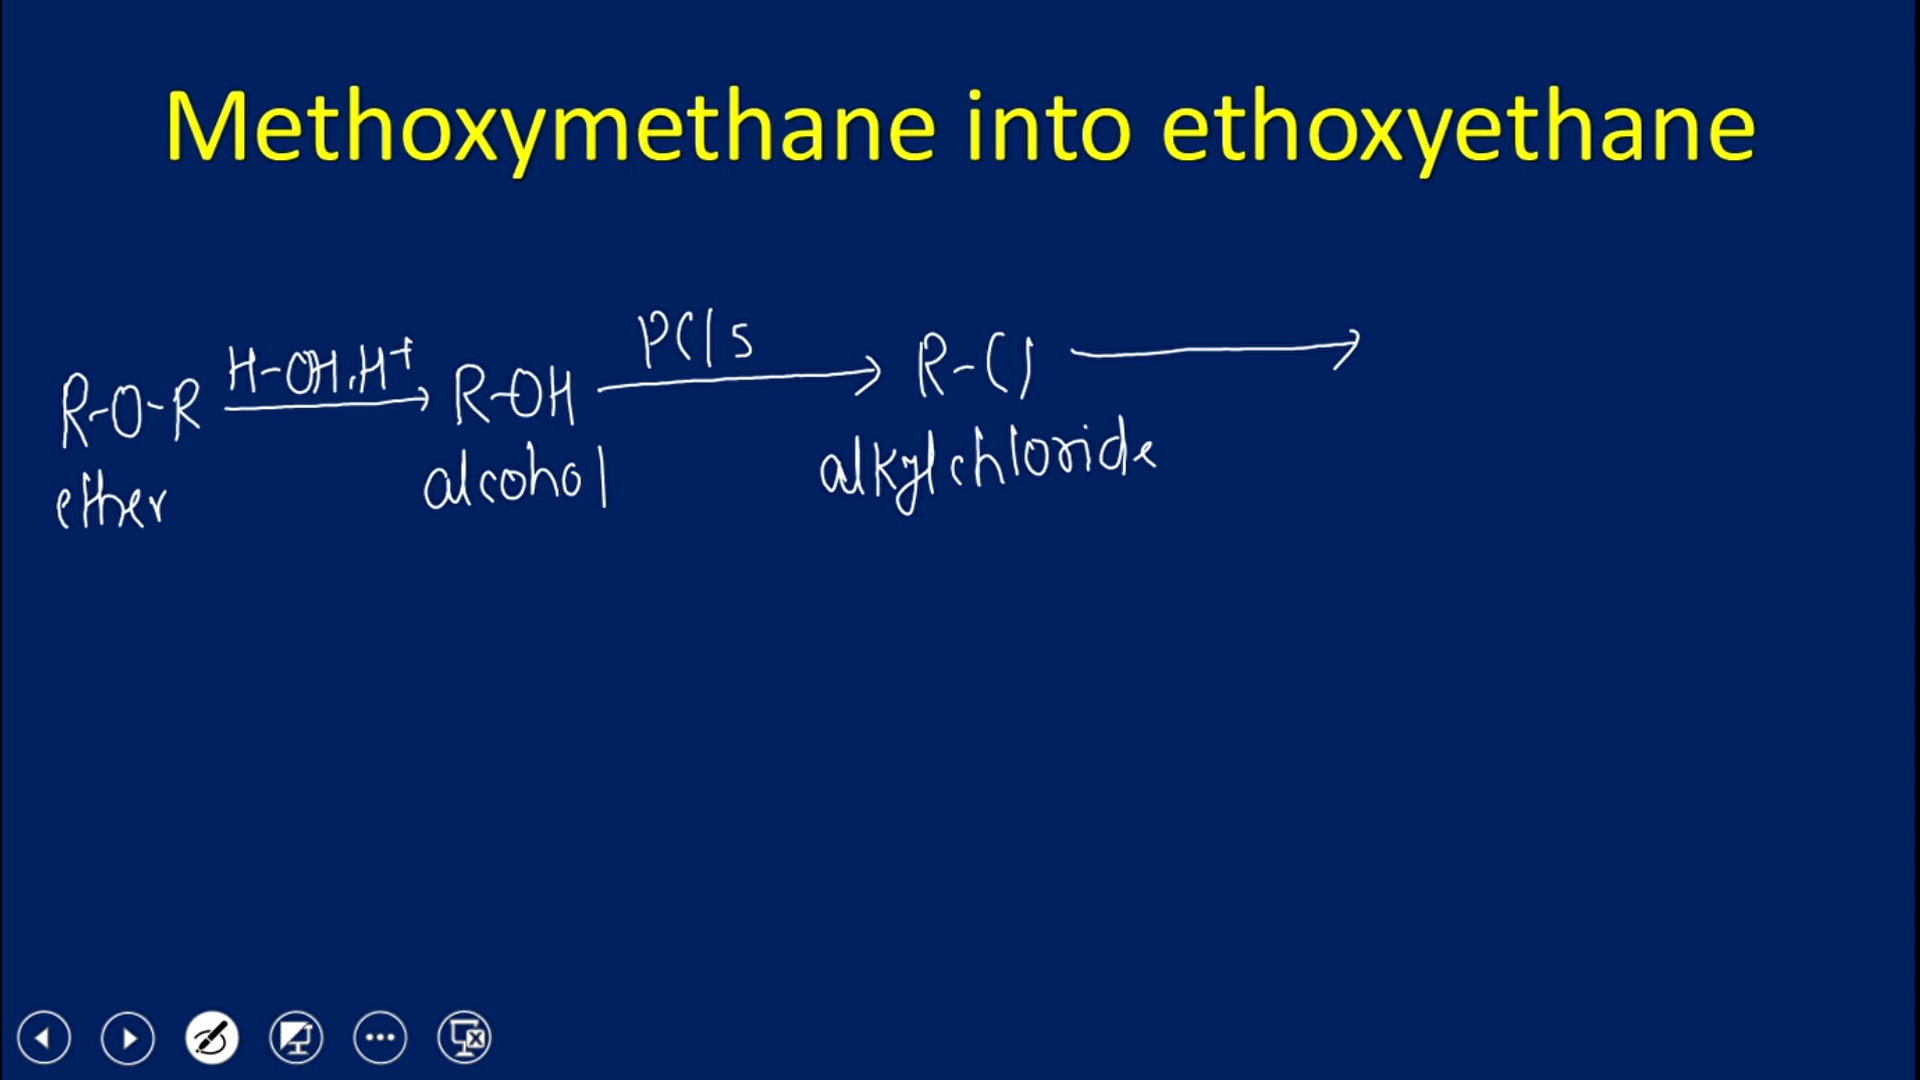 Methoxymethane into ethoxyethane
R-O-R H-OH,H+ R-OH PCl5 R-Cl
ether alcohol alkylchloride